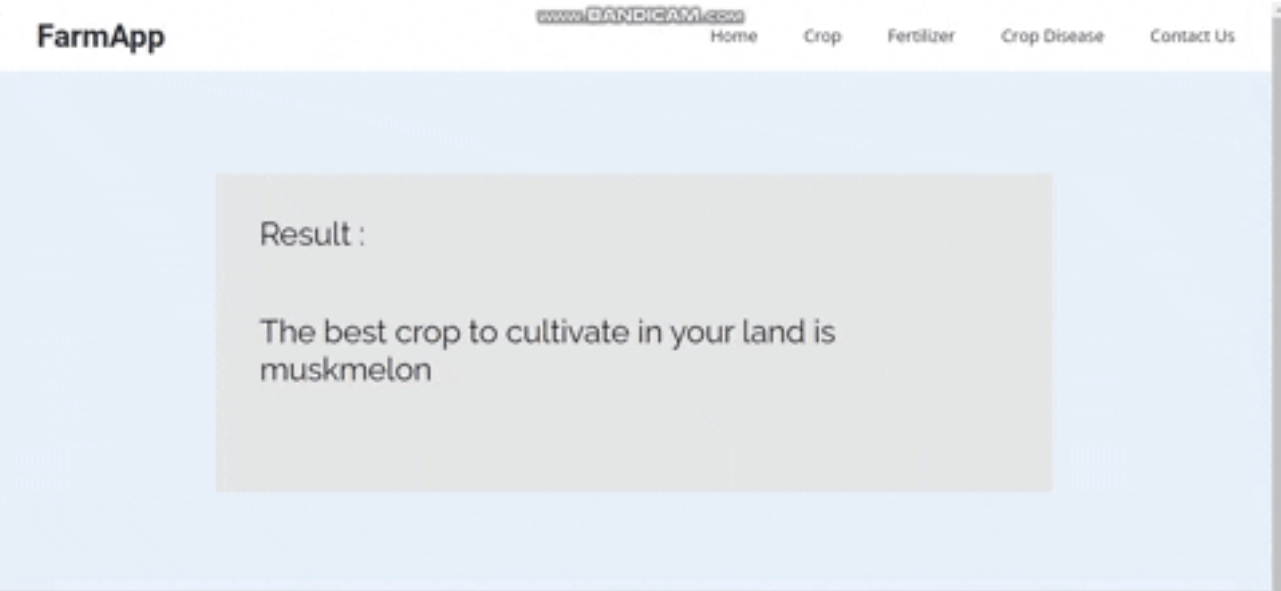 www.BANDICAM.com
FarmApp
Home Crop Fertilizer Crop Disease Contact Us
Result :
The best crop to cultivate in your land is
muskmelon